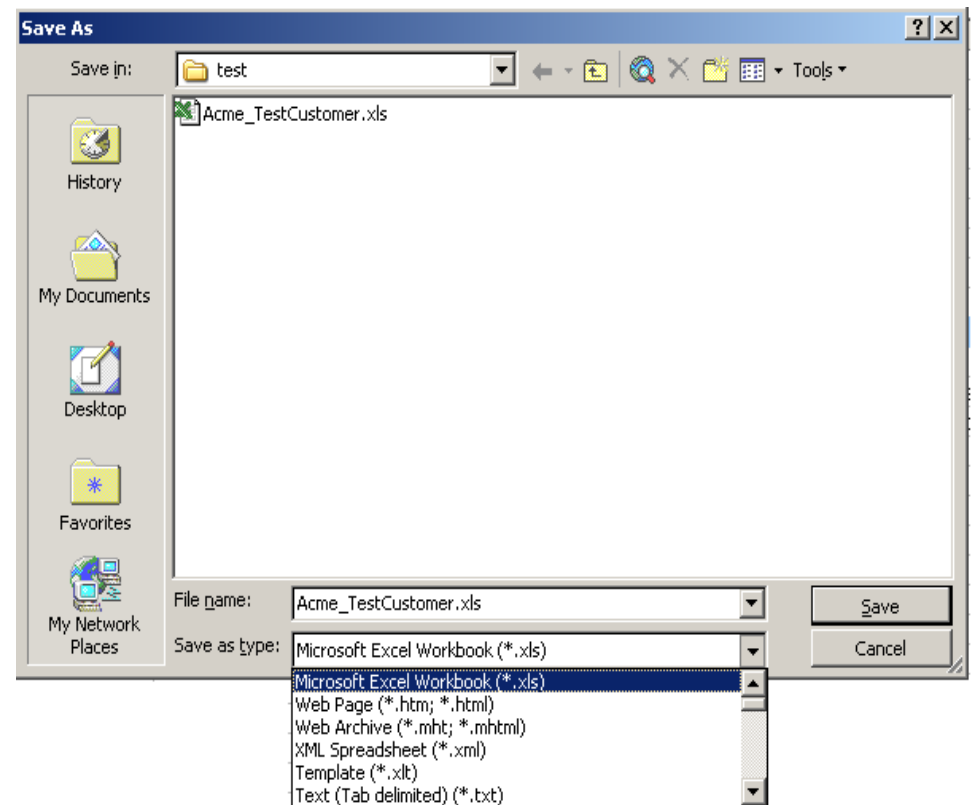 Save As
Save in: test Tools
Acme_TestCustomer.xls
History
My Documents
Desktop
Favorites
My Network
Places
File name: Acme_TestCustomer.xls Save
Save as type: Microsoft Excel Workbook (*.xls) Cancel
Microsoft Excel Workbook (*.xls)
Web Page (*.htm; *.html)
Web Archive (*.mht; *.mhtml)
XML Spreadsheet (*.xml)
Template (*.xlt)
Text (Tab delimited) (*.txt)